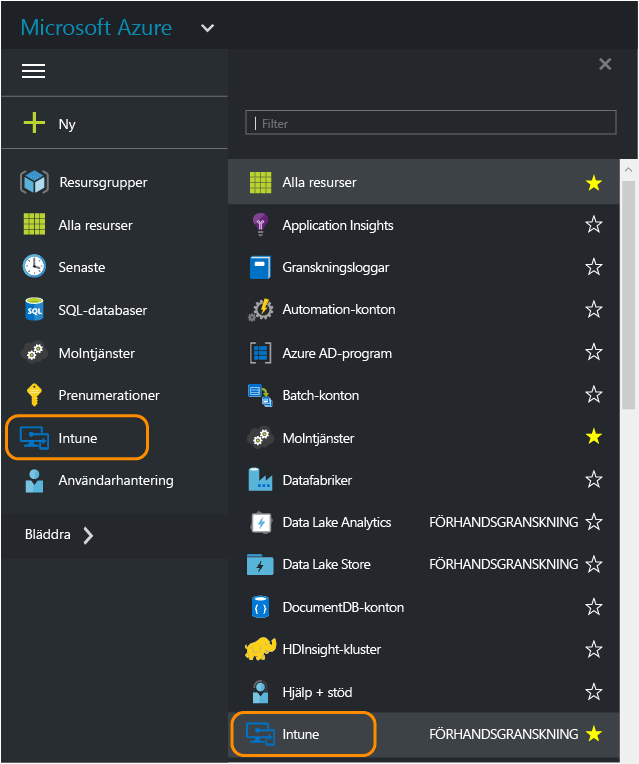 Microsoft Azure
Ny
Resursgrupper
Alla resurser
Senaste
SQL
SQL-databaser
Molntjänster
Prenumerationer
Intune
Användarhantering
Bläddra
Filter
Alla resurser
Application Insights
Granskningsloggar
Automation-konton
Azure AD-program
Batch-konton
Molntjänster
Datafabriker
Data Lake Analytics FÖRHANDSGRANSKNING
Data Lake Store FÖRHANDSGRANSKNING
DocumentDB-konton
HDInsight-kluster
Hjälp + stöd
Intune FÖRHANDSGRANSKNING